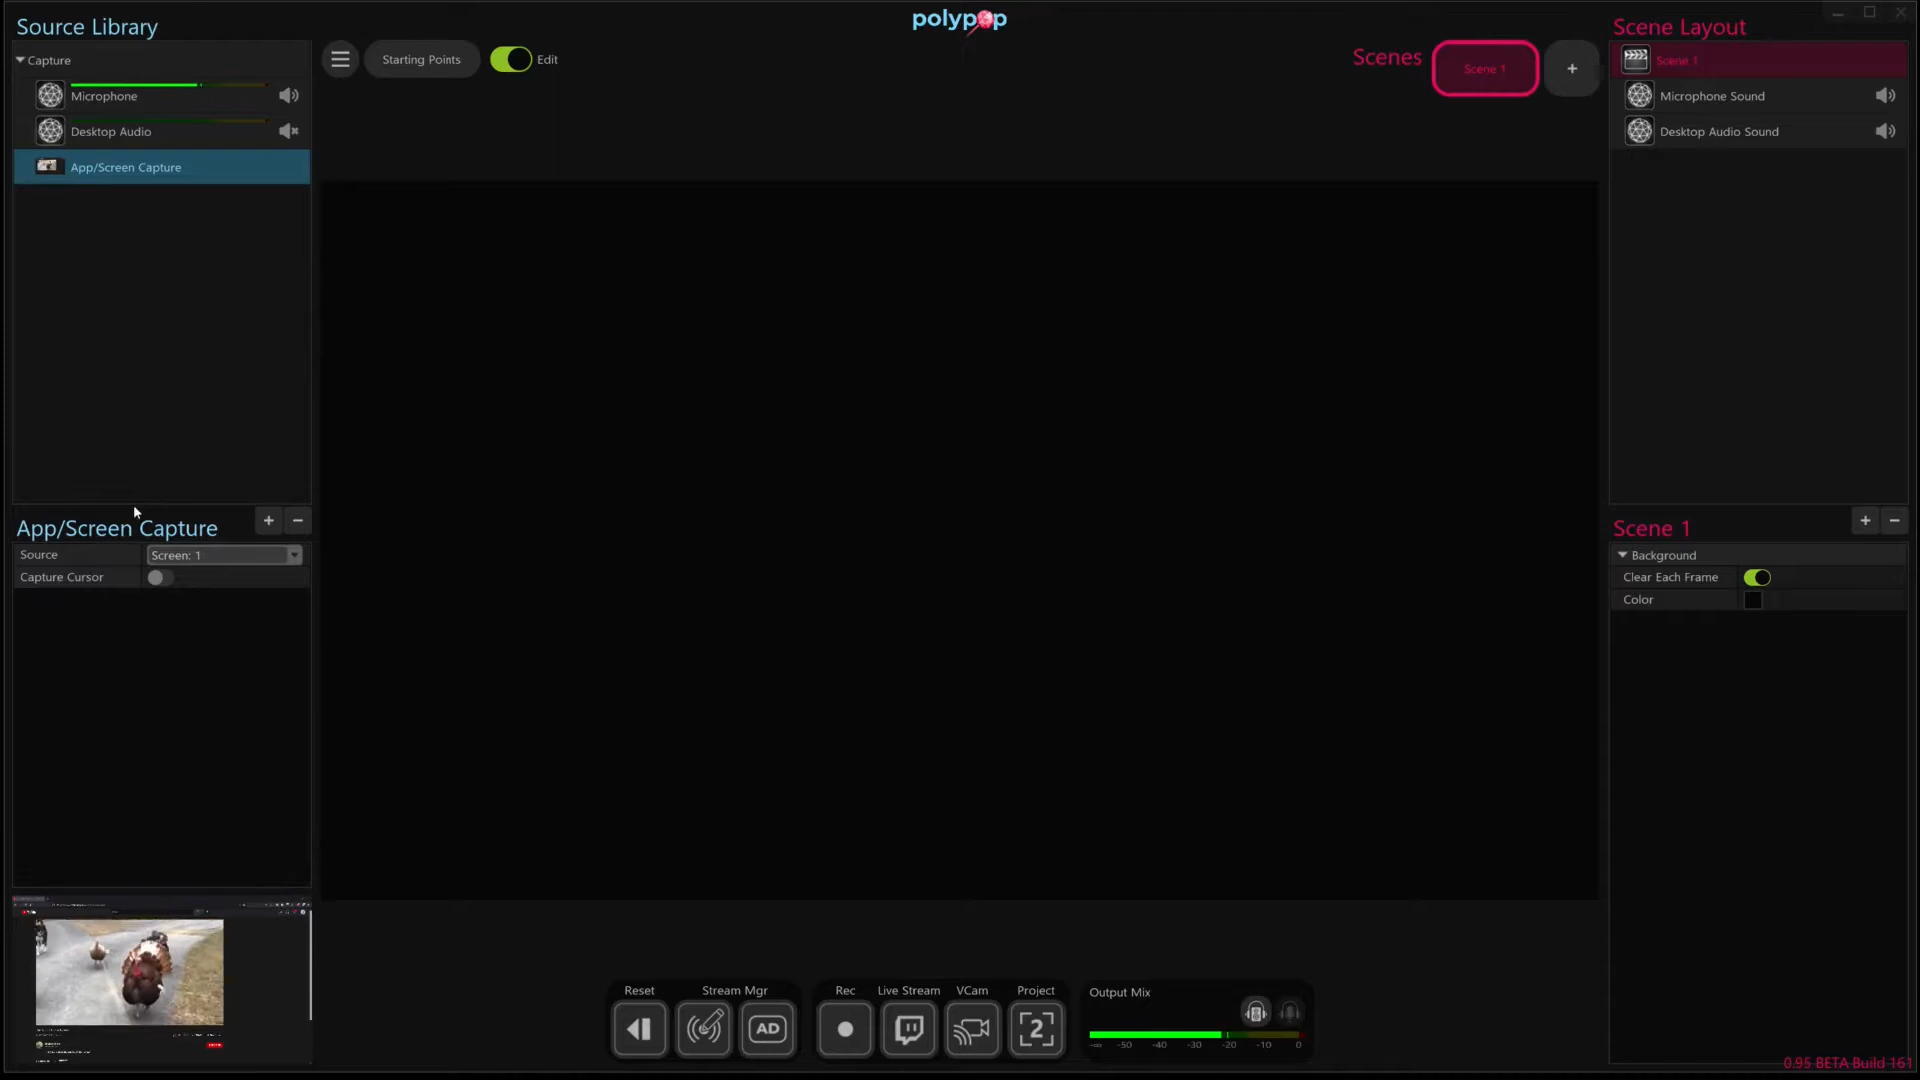 Source Library
polypop
Scene Layout
Capture
Starting Points
Edit
Scenes
Scene 1
+
Scene 1
Microphone
Microphone Sound
Desktop Audio
Desktop Audio Sound
App/Screen Capture
App/Screen Capture
+
−
Scene 1
+
−
Source
Screen: 1
Background
Capture Cursor
Clear Each Frame
Color
Reset
Stream Mgr
Rec
Live Stream
VCam
Project
Output Mix
AD
2
-∞ -50 -40 -30 -20 -10 0
0.95 BETA Build 161